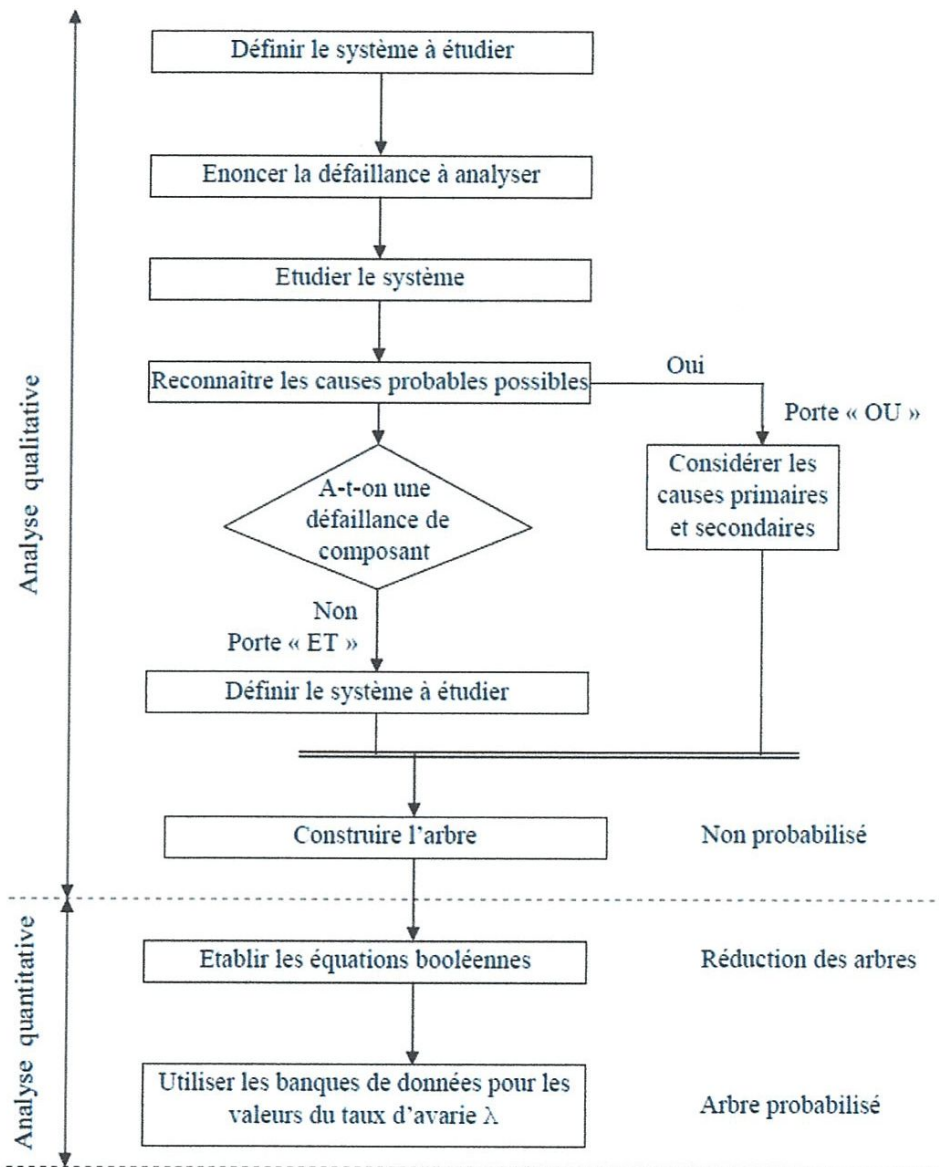 Définir le système à étudier
Enoncer la défaillance à analyser
Etudier le système
Reconnaître les causes probables possibles
Oui
Porte « OU »
Considérer les
causes primaires
et secondaires
A-t-on une
défaillance de
composant
Non
Porte « ET »
Définir le système à étudier
Construire l'arbre
Non probabilisé
Analyse qualitative
Etablir les équations booléennes
Réduction des arbres
Utiliser les banques de données pour les
valeurs du taux d'avarie λ
Arbre probabilisé
Analyse quantitative